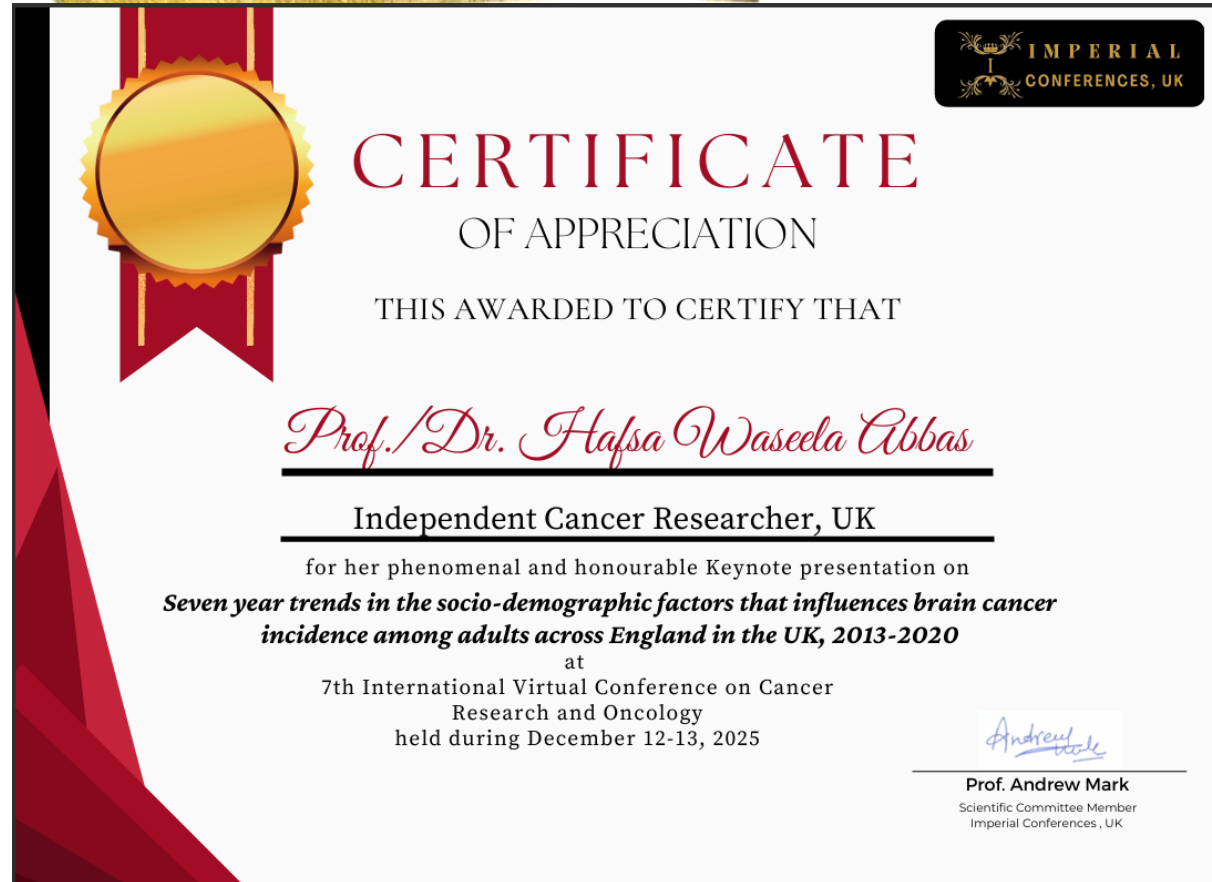 IMPERIAL
I
CONFERENCES, UK
CERTIFICATE
OF APPRECIATION
THIS AWARDED TO CERTIFY THAT
Prof./Dr. Hafsa Waseela Abbas
Independent Cancer Researcher, UK
for her phenomenal and honourable Keynote presentation on
Seven year trends in the socio-demographic factors that influences brain cancer
incidence among adults across England in the UK, 2013-2020
at
7th International Virtual Conference on Cancer
Research and Oncology
held during December 12-13, 2025
Andrew
Prof. Andrew Mark
Scientific Committee Member
Imperial Conferences , UK